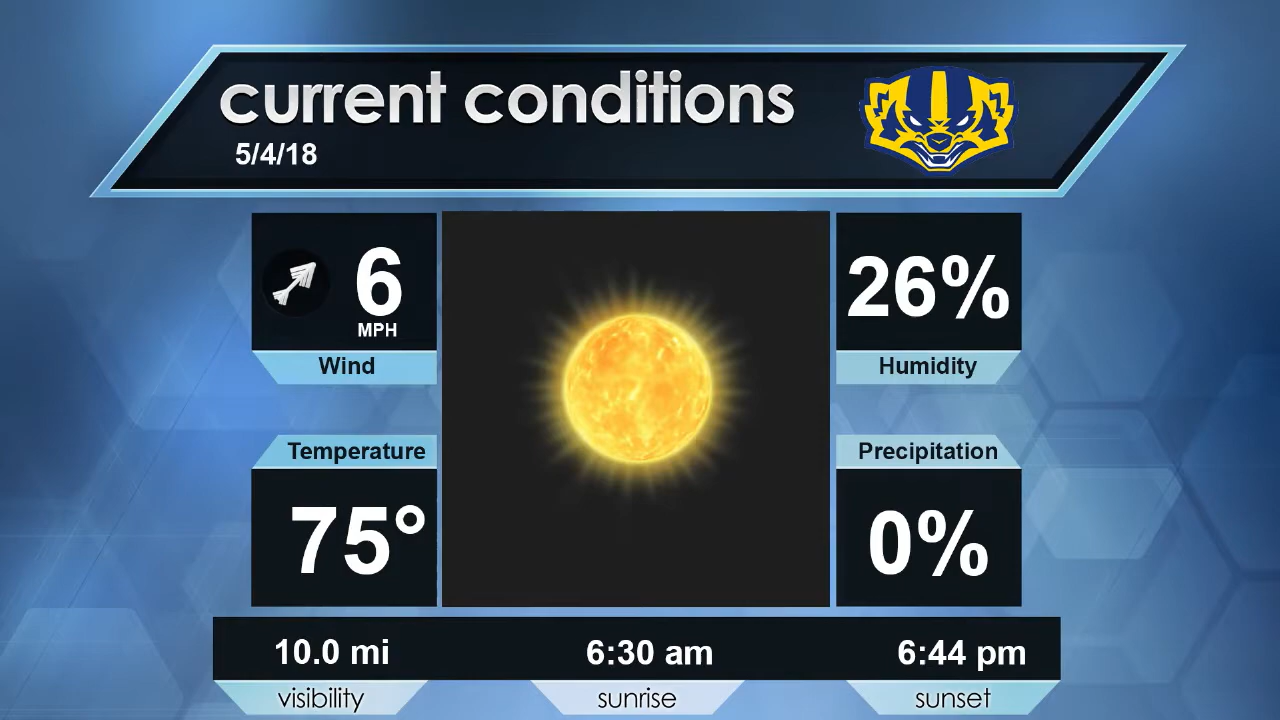 current conditions
5/4/18
6
MPH
Wind
26%
Humidity
Temperature
75°
Precipitation
0%
10.0 mi
6:30 am
6:44 pm
visibility
sunrise
sunset